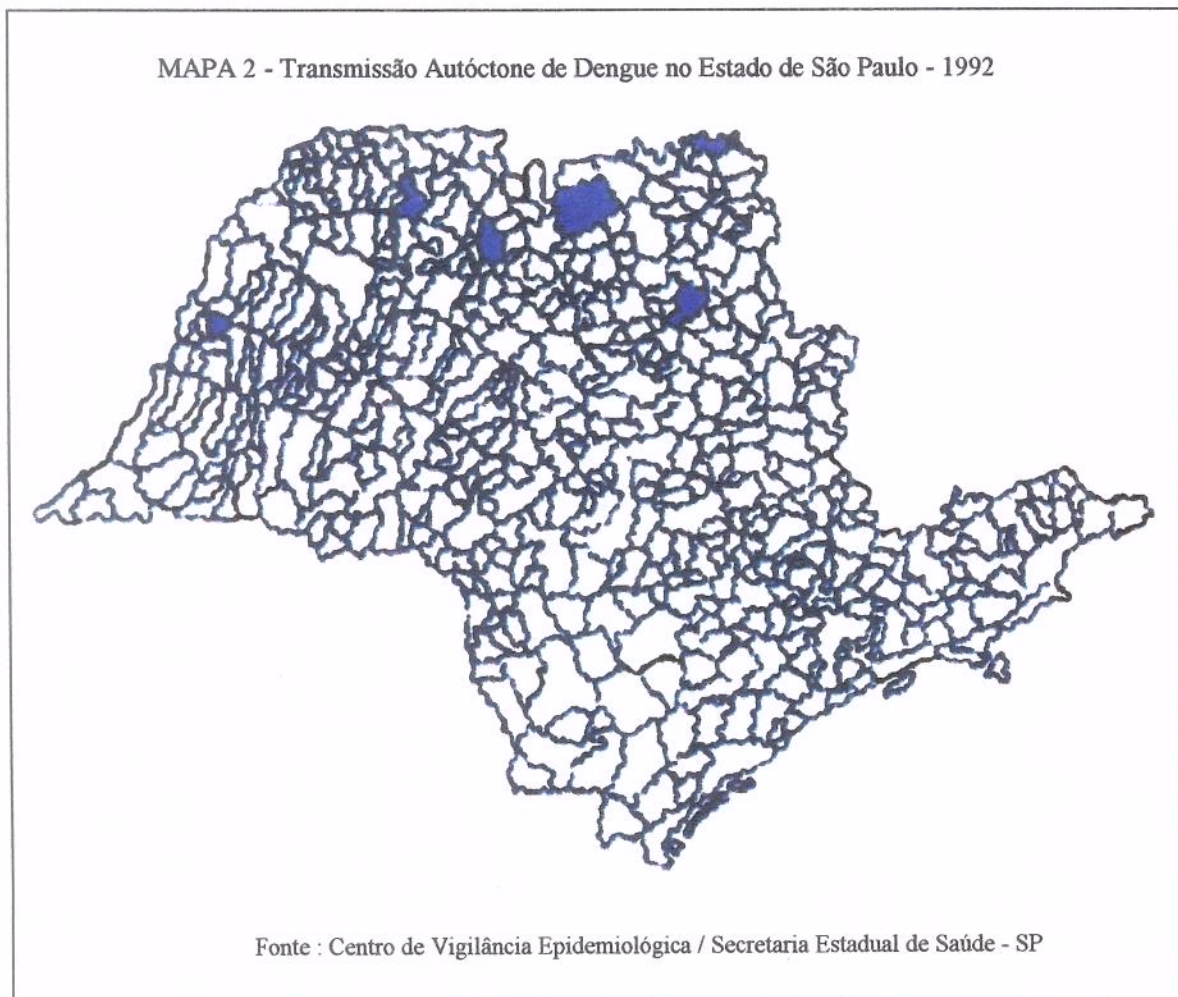 MAPA 2 - Transmissão Autóctone de Dengue no Estado de São Paulo - 1992
Fonte : Centro de Vigilância Epidemiológica / Secretaria Estadual de Saúde - SP